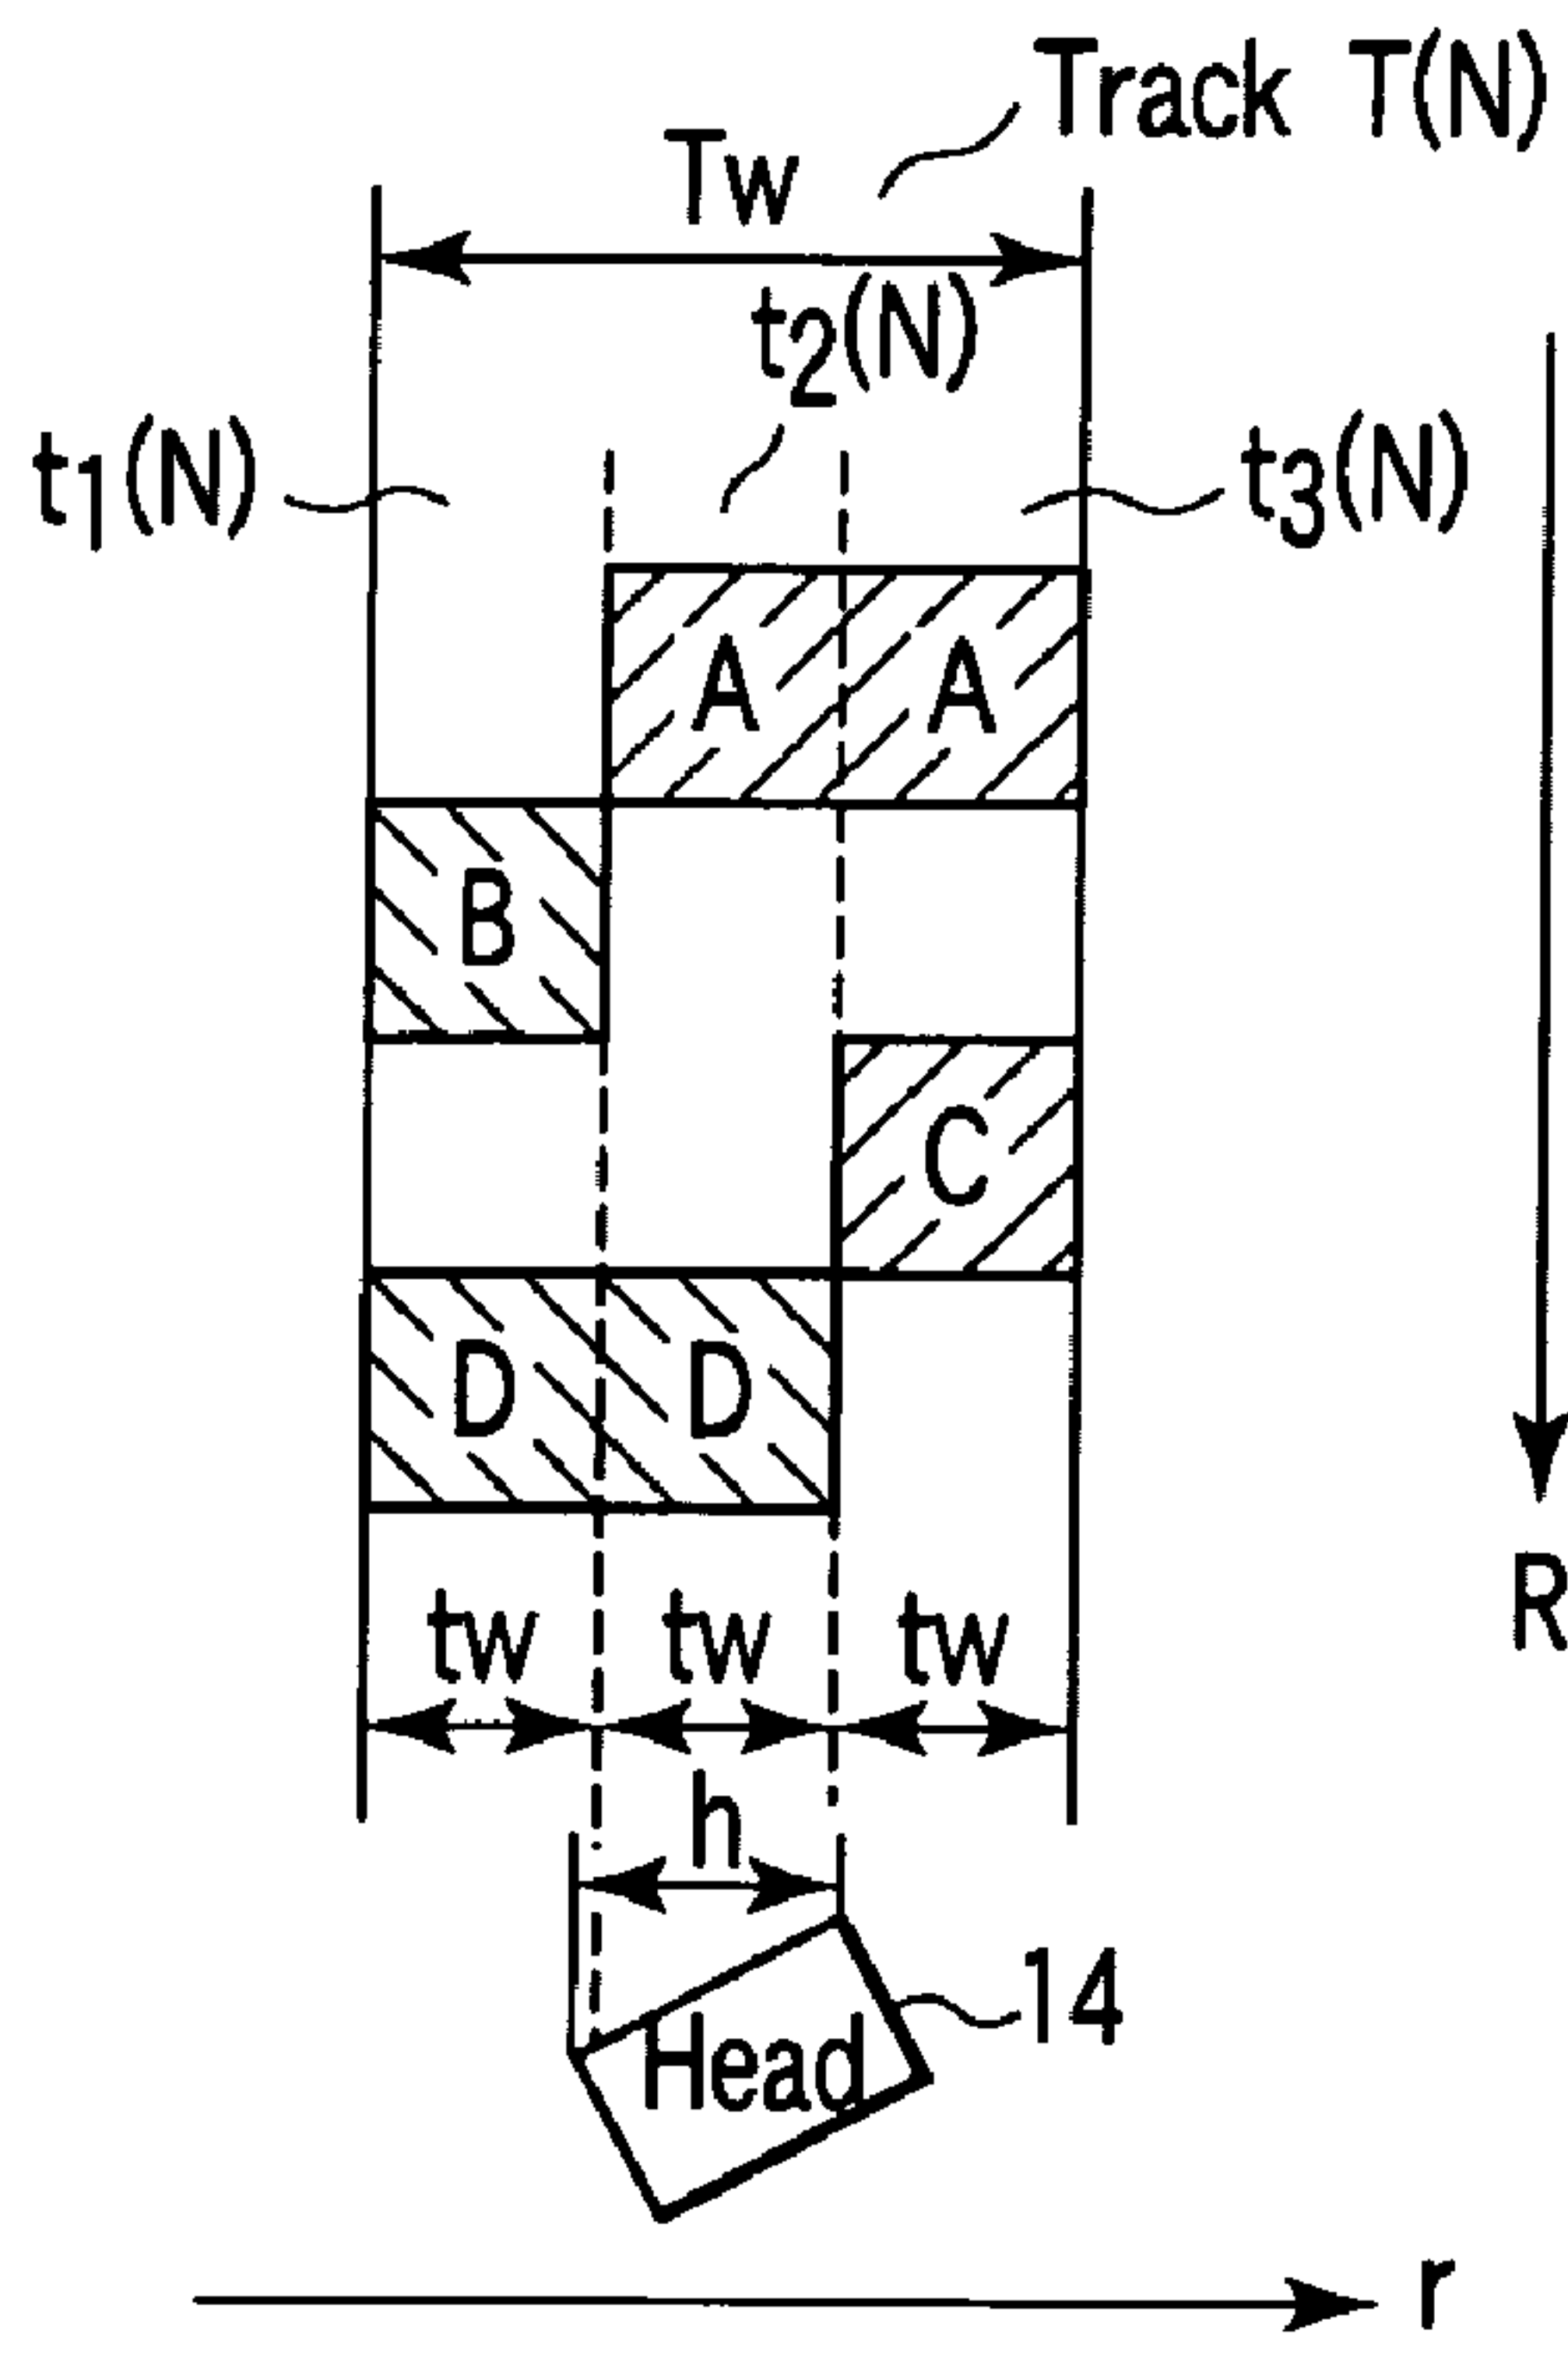 Track T(N)
Tw
t2(N)
t1(N)
t3(N)
A A
B
C
D D
tw tw tw
R
h
14
Head
r